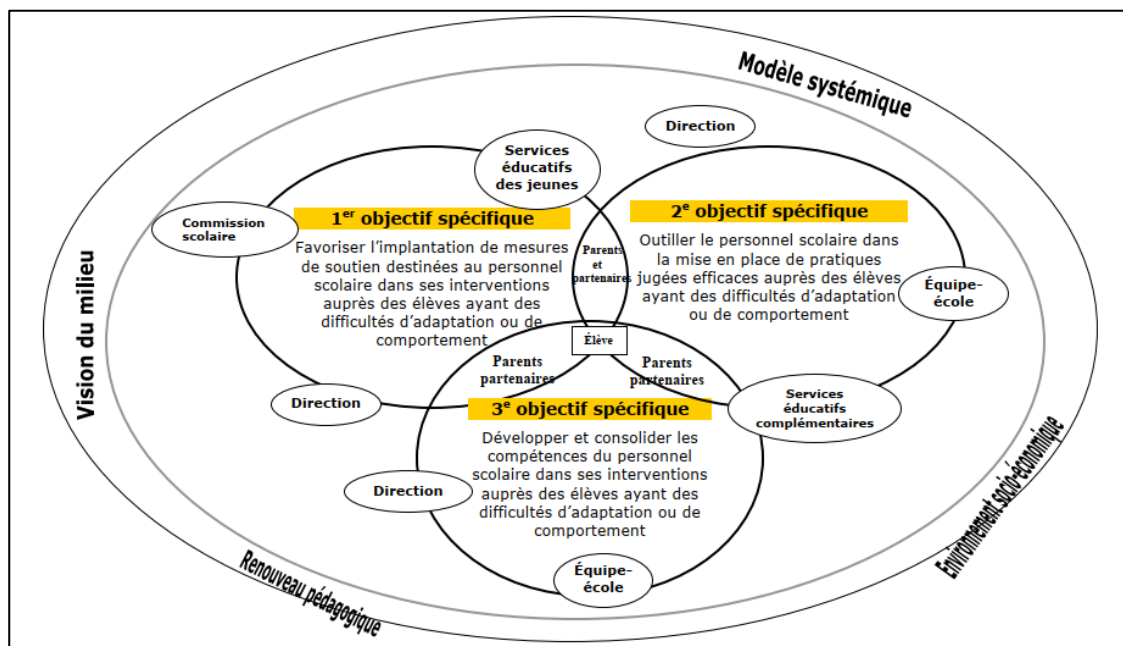 Modèle systémique
Direction
Services
éducatifs
des jeunes
Commission
scolaire
1er objectif spécifique
Favoriser l’implantation de mesures
de soutien destinées au personnel
scolaire dans ses interventions
auprès des élèves ayant des
difficultés d’adaptation ou de
comportement
Parents
et
partenaires
2e objectif spécifique
Outiller le personnel scolaire dans
la mise en place de pratiques
jugées efficaces auprès des élèves
ayant des difficultés d’adaptation
ou de comportement
Équipe-
école
Vision du milieu
Élève
Parents
partenaires
Parents
partenaires
Direction
Services
éducatifs
complémentaires
3e objectif spécifique
Développer et consolider les
compétences du personnel
scolaire dans ses interventions
auprès des élèves ayant des
difficultés d’adaptation ou de
comportement
Direction
Équipe-
école
Renouveau pédagogique
Environnement socio-économique